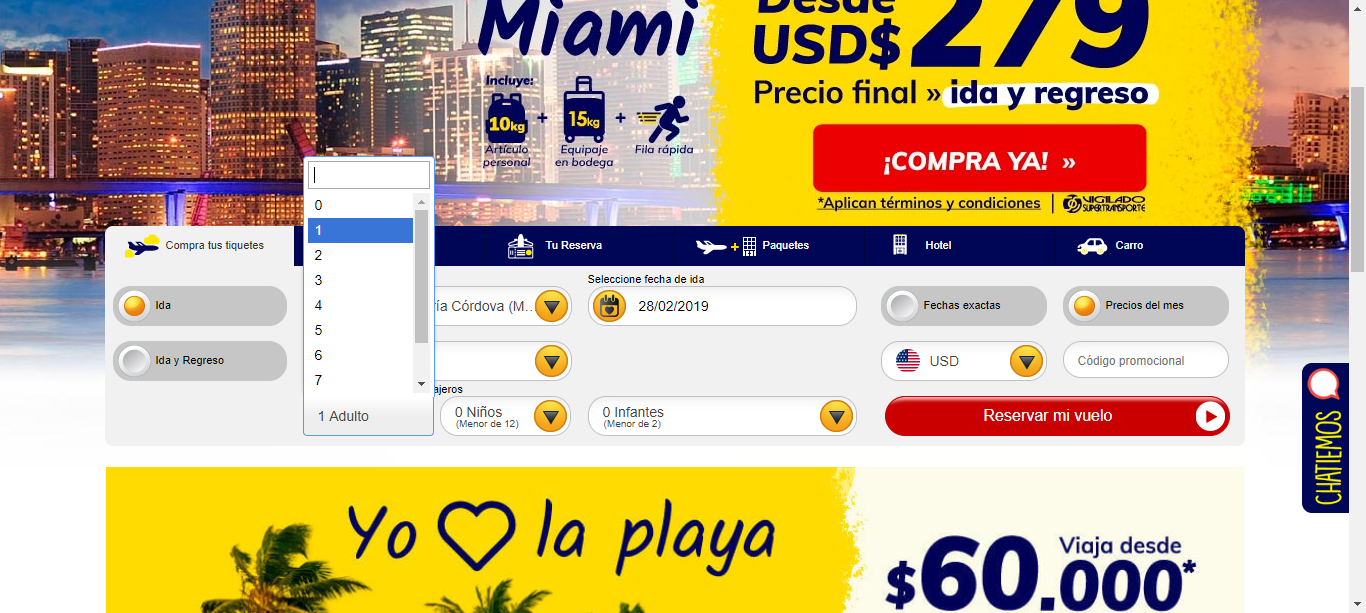 Miami
Desde
USD$ 279
Incluye:
Precio final » ida y regreso
10kg + 15kg +
Artículo personal
Equipaje en bodega
Fila rápida
¡COMPRA YA! »
*Aplican términos y condiciones
VIGILADO
SUPERTRANSPORTE
0
1
2
3
4
5
6
7
1 Adulto
Compra tus tiquetes
Tu Reserva
+ Paquetes
Hotel
Carro
Seleccione fecha de ida
Ida
ía Córdova (M...
28/02/2019
Fechas exactas
Precios del mes
Ida y Regreso
USD
Código promocional
ajeros
0 Niños
(Menor de 12)
0 Infantes
(Menor de 2)
Reservar mi vuelo
CHATIEMOS
Yo la playa
Viaja desde
$60.000*